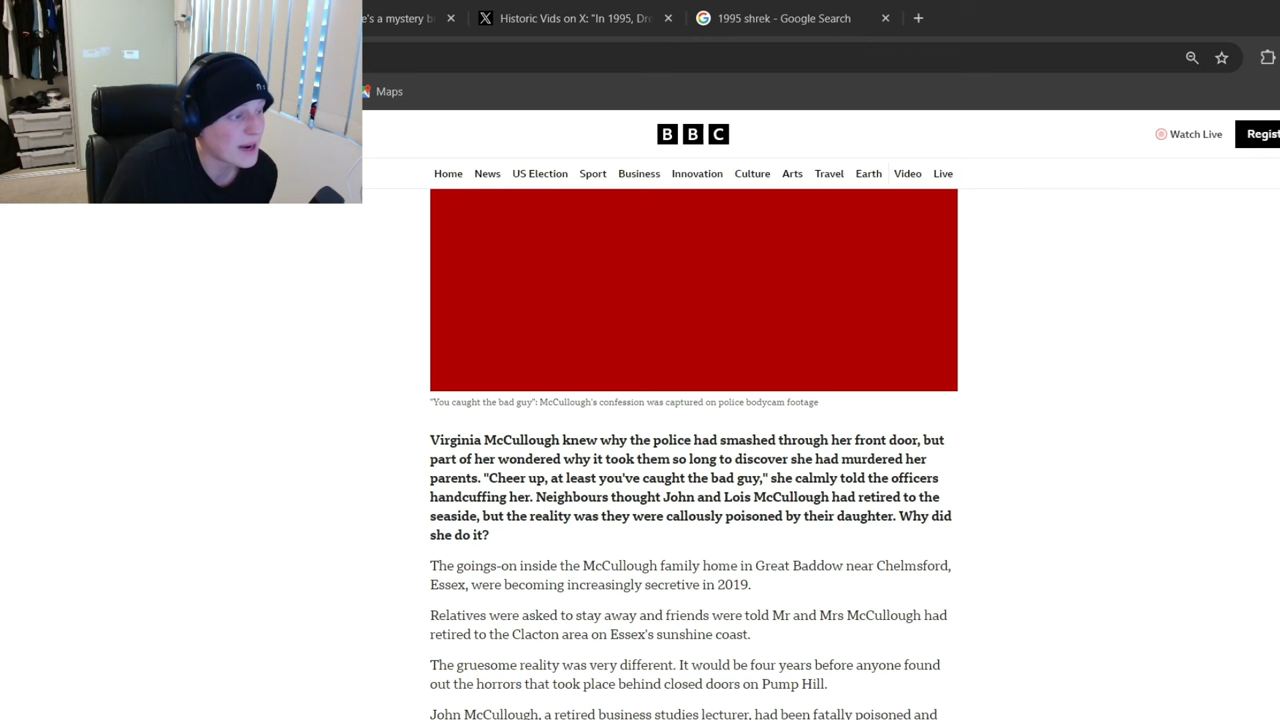 's a mystery b
Historic Vids on X: "In 1995, Dre
1995 shrek - Google Search
Maps
BBC
Watch Live
Regist
Home News US Election Sport Business Innovation Culture Arts Travel Earth Video Live
"You caught the bad guy": McCullough's confession was captured on police bodycam footage
Virginia McCullough knew why the police had smashed through her front door, but
part of her wondered why it took them so long to discover she had murdered her
parents. "Cheer up, at least you've caught the bad guy," she calmly told the officers
handcuffing her. Neighbours thought John and Lois McCullough had retired to the
seaside, but the reality was they were callously poisoned by their daughter. Why did
she do it?
The goings-on inside the McCullough family home in Great Baddow near Chelmsford,
Essex, were becoming increasingly secretive in 2019.
Relatives were asked to stay away and friends were told Mr and Mrs McCullough had
retired to the Clacton area on Essex's sunshine coast.
The gruesome reality was very different. It would be four years before anyone found
out the horrors that took place behind closed doors on Pump Hill.
John McCullough, a retired business studies lecturer, had been fatally poisoned and